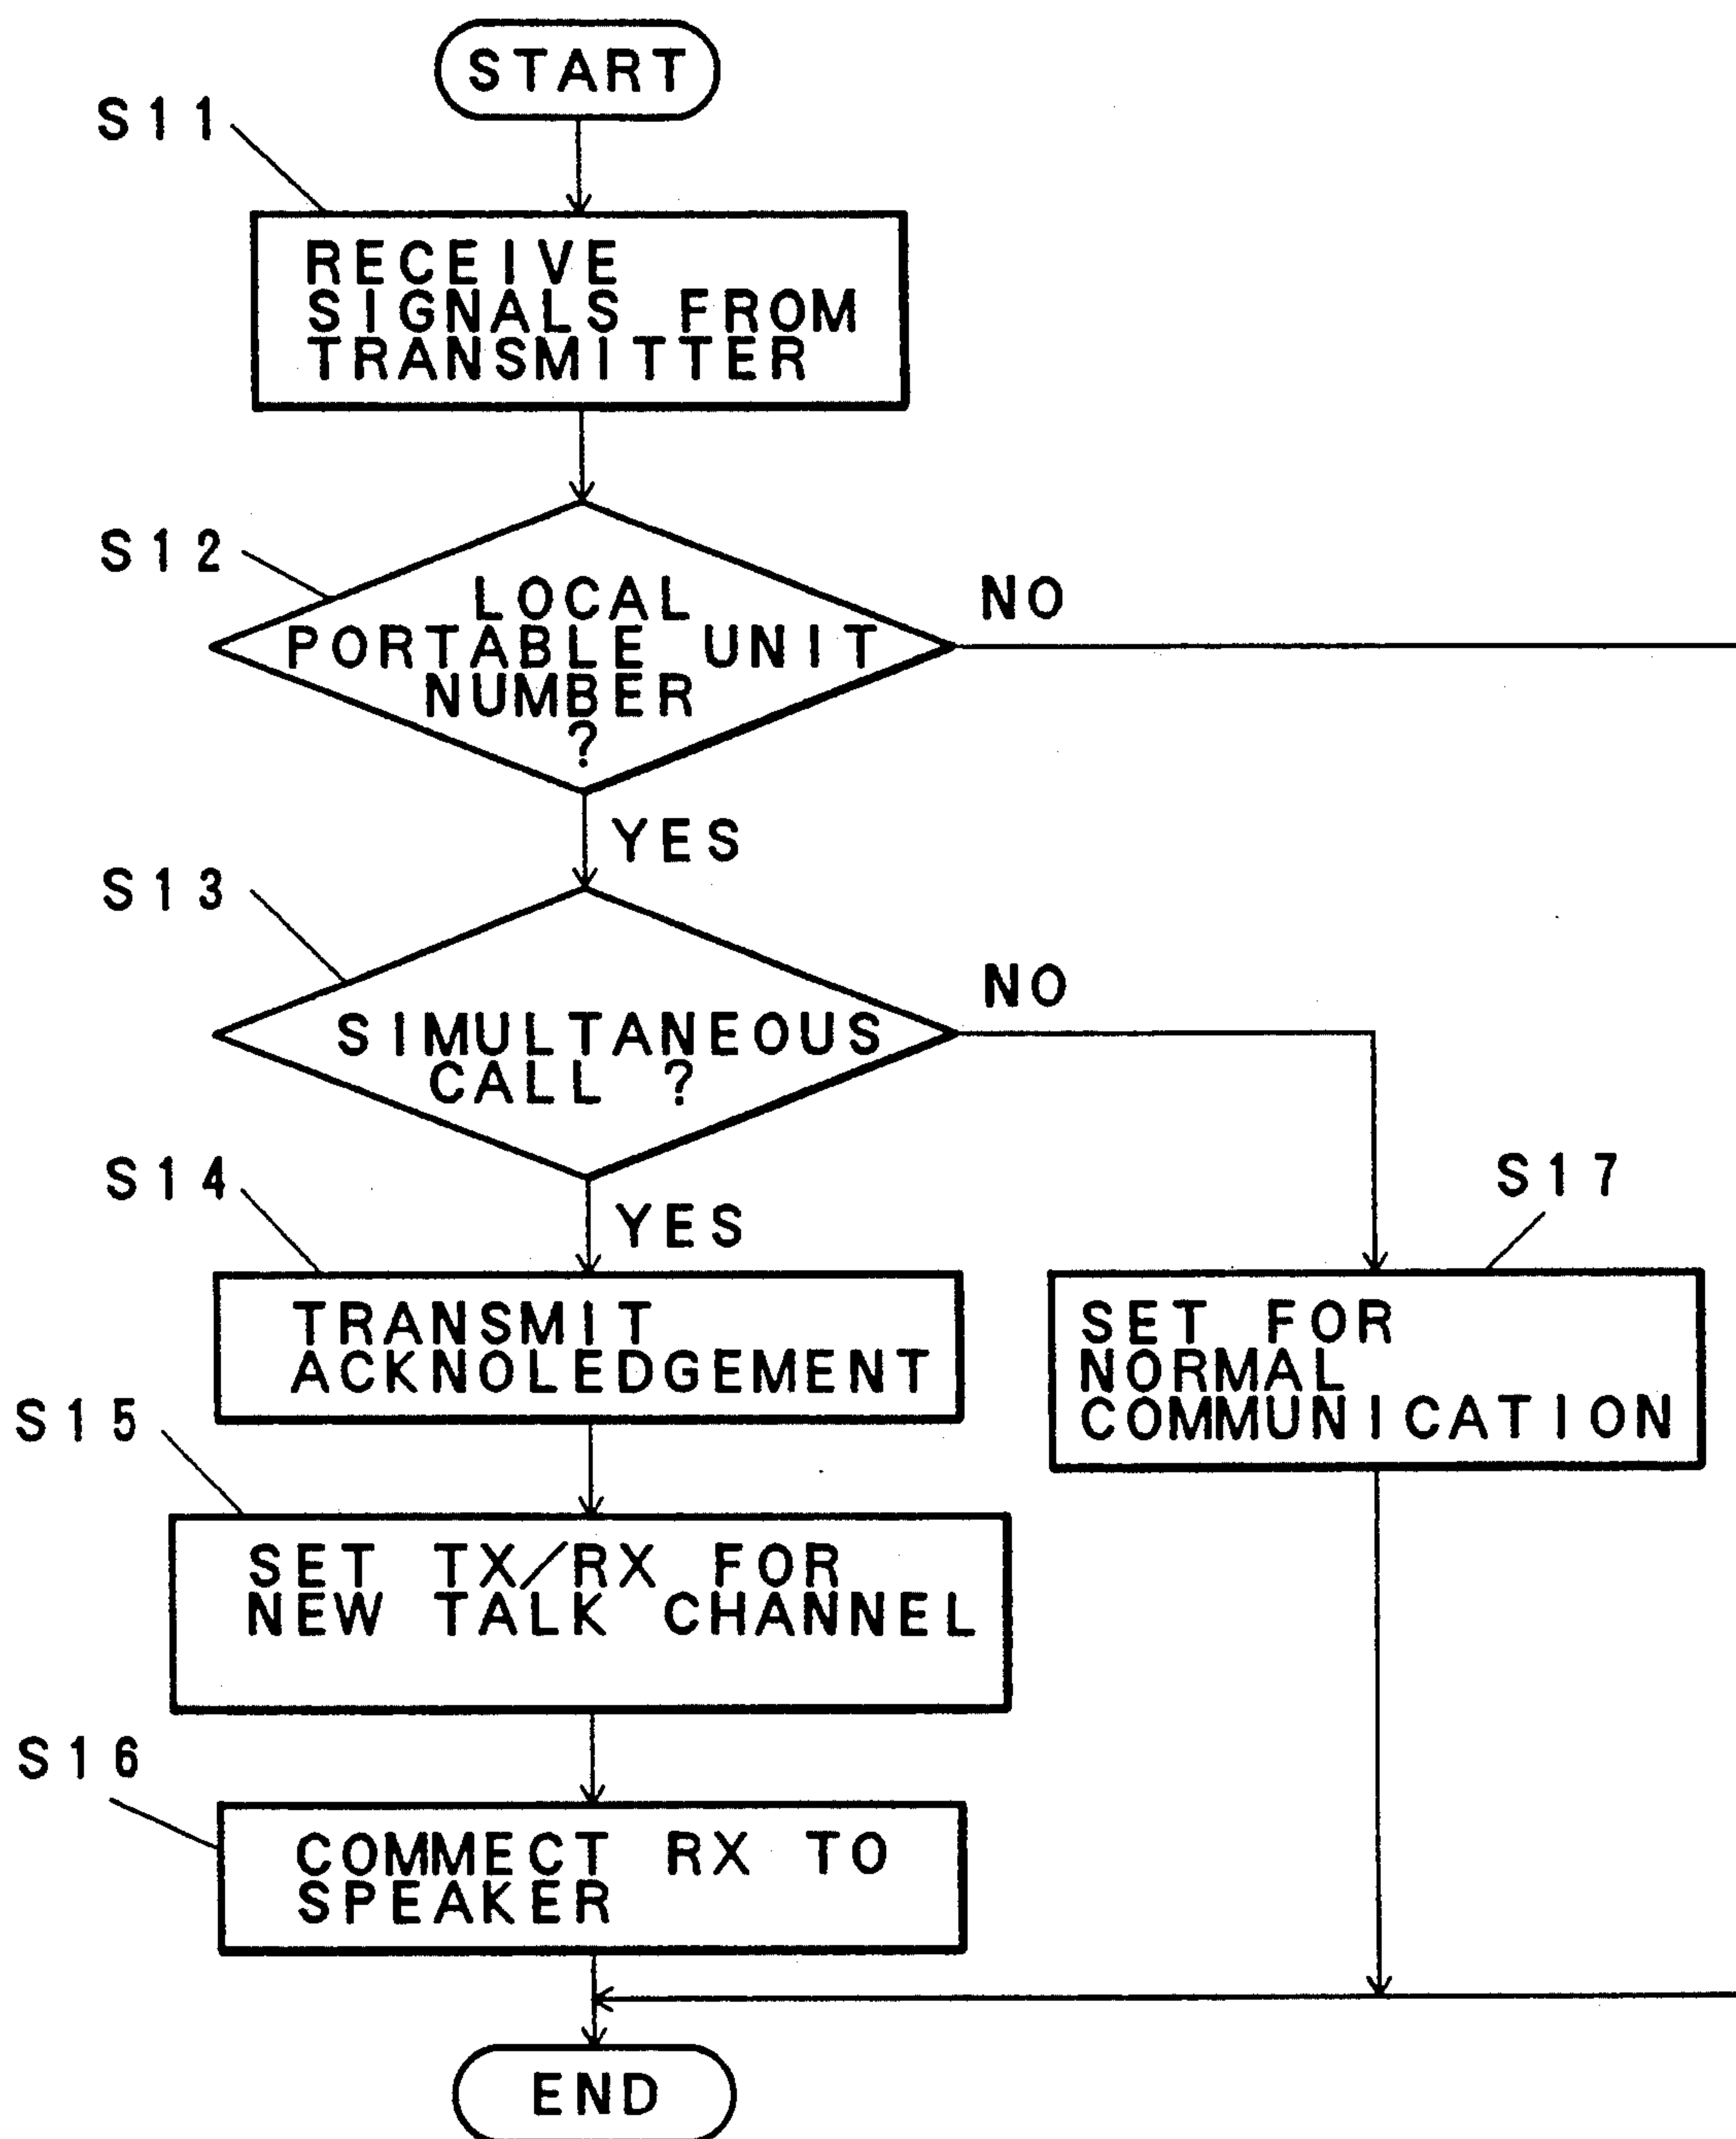 START
S11
RECEIVE
SIGNALS FROM
TRANSMITTER
S12
LOCAL
PORTABLE UNIT
NUMBER
?
NO
YES
S13
SIMULTANEOUS
CALL ?
NO
YES
S14
TRANSMIT
ACKNOLEDGEMENT
S17
SET FOR
NORMAL
COMMUNICATION
S15
SET TX/RX FOR
NEW TALK CHANNEL
S16
COMMECT RX TO
SPEAKER
END